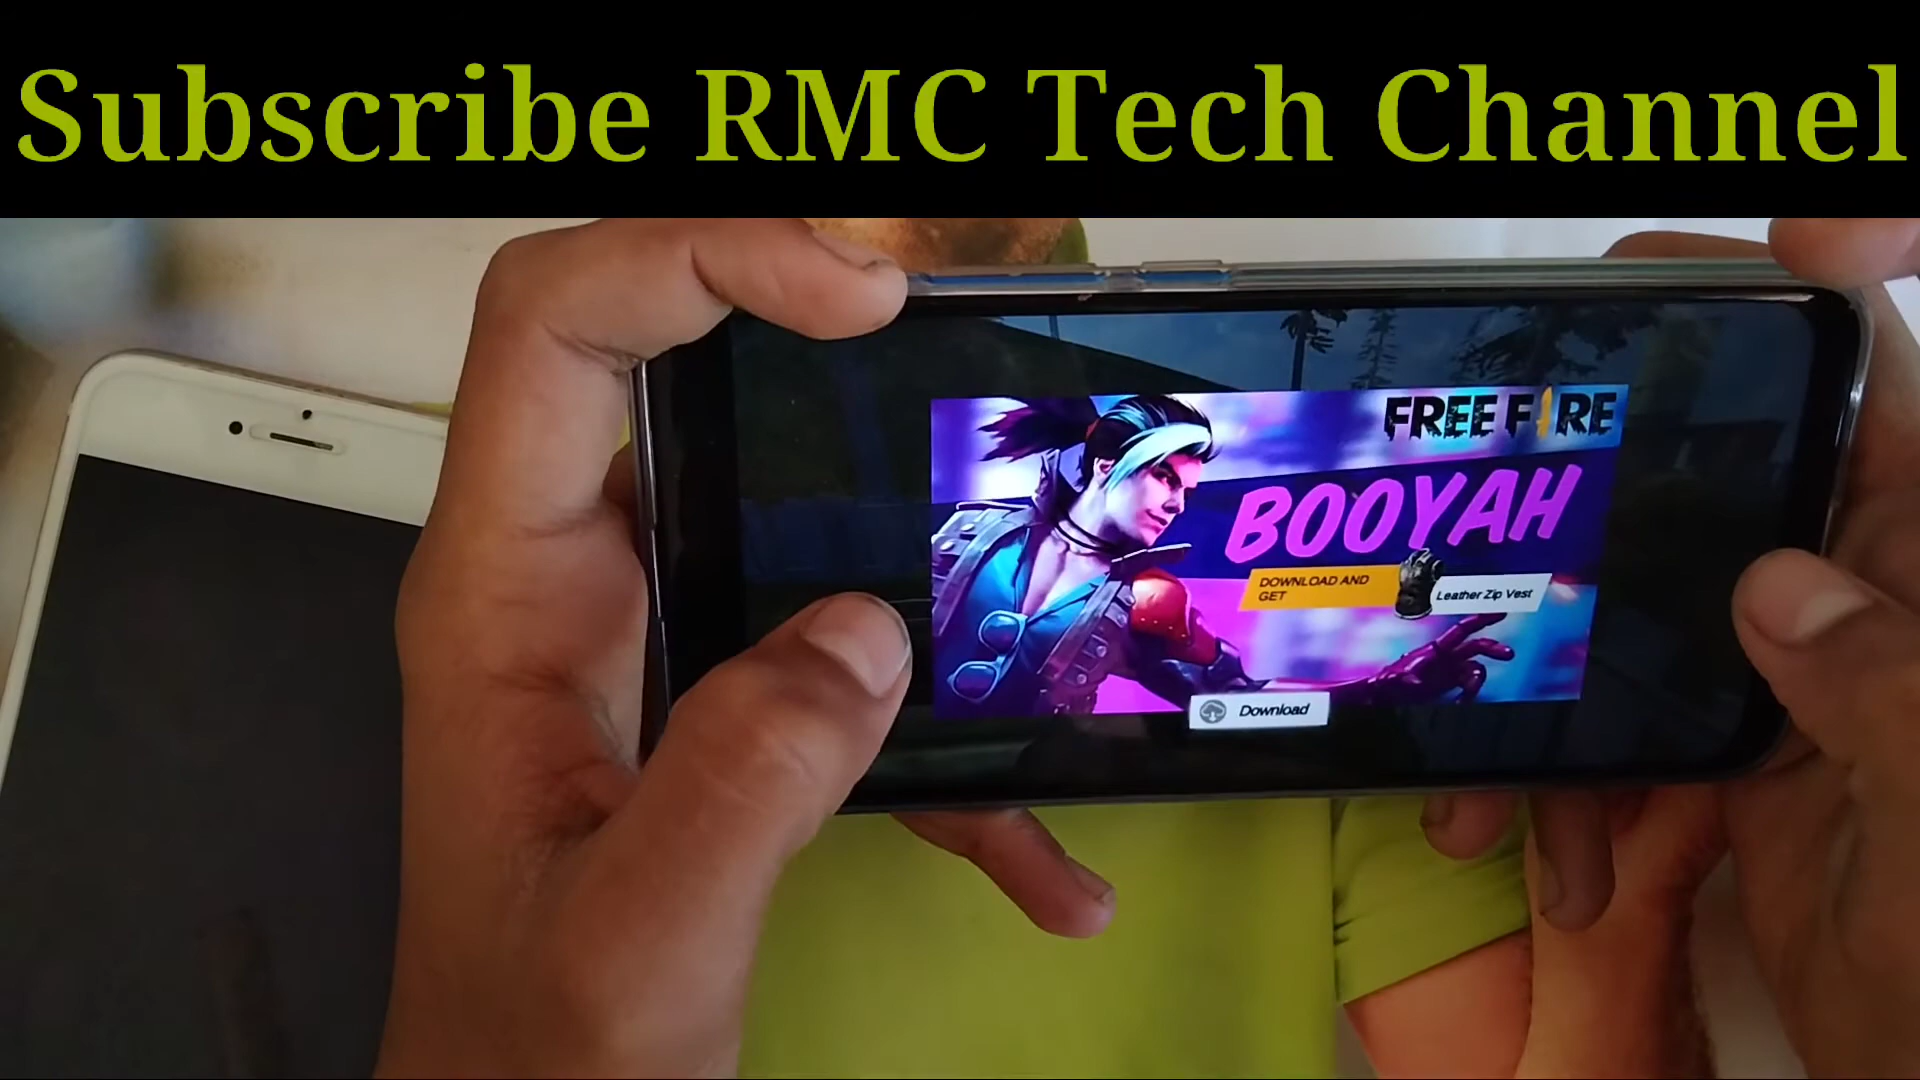 Subscribe RMC Tech Channel
FREE FIRE
BOOYAH
DOWNLOAD AND
GET
Leather Zip Vest
Download